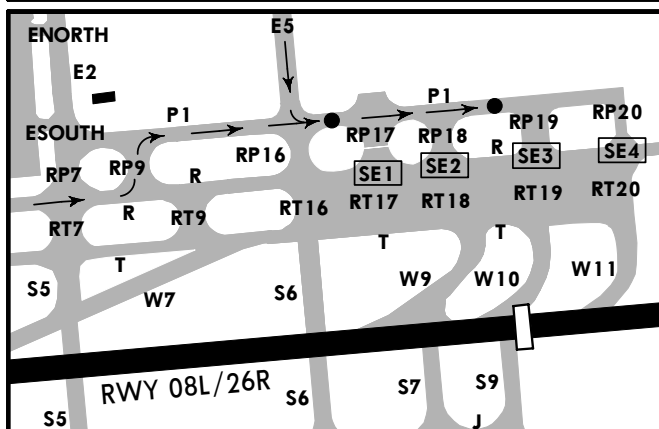 ENORTH
E5
E2
P1
P1
ESOUTH
RP17
RP18
RP19
RP20
RP7
RP9
RP16
R
R
SE1
SE2
SE3
SE4
RT7
R
RT9
RT16
RT17
RT18
RT19
RT20
T
T
T
S5
W7
S6
W9
W10
W11
RWY 08L/26R
S5
S6
S7
S9
J